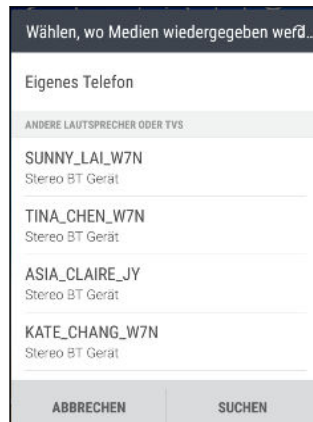 Wählen, wo Medien wiedergegeben werd...
Eigenes Telefon
ANDERE LAUTSPRECHER ODER TVS
SUNNY_LAI_W7N
Stereo BT Gerät
TINA_CHEN_W7N
Stereo BT Gerät
ASIA_CLAIRE_JY
Stereo BT Gerät
KATE_CHANG_W7N
Stereo BT Gerät
ABBRECHEN
SUCHEN